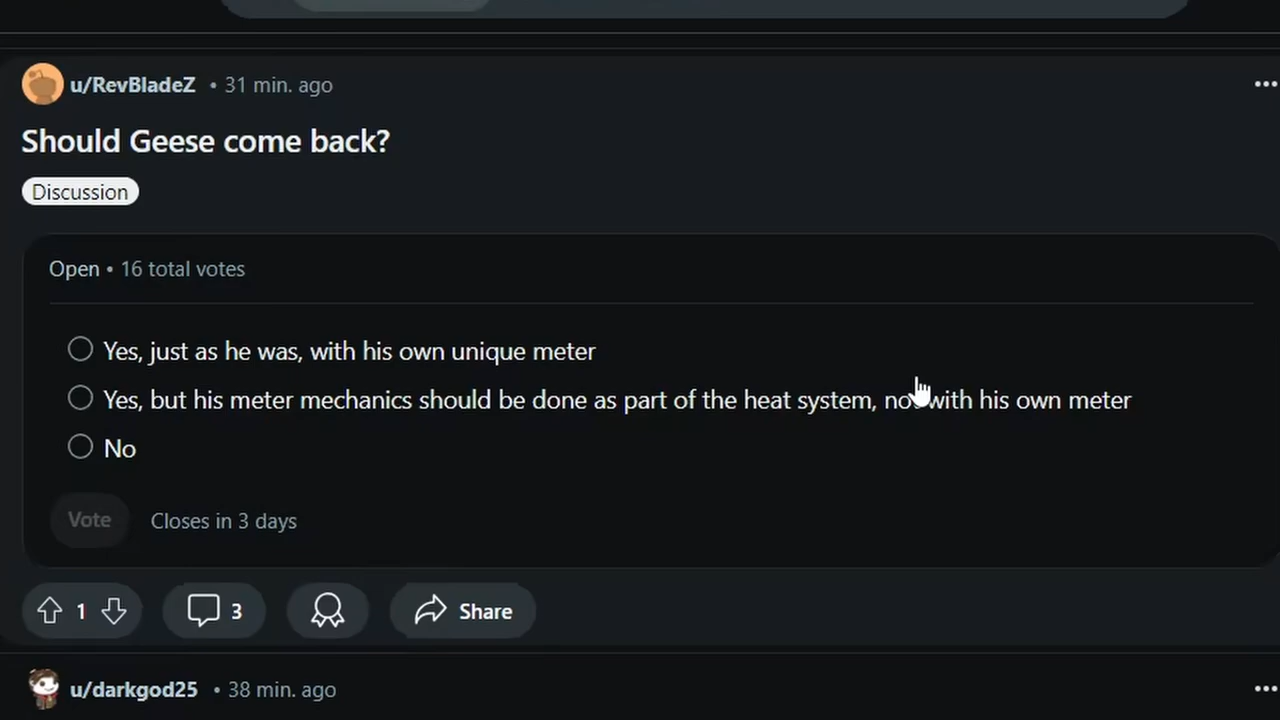 u/RevBladeZ • 31 min. ago
Should Geese come back?
Discussion
Open • 16 total votes
Yes, just as he was, with his own unique meter
Yes, but his meter mechanics should be done as part of the heat system, not with his own meter
No
Vote Closes in 3 days
1 3 Share
u/darkgod25 • 38 min. ago